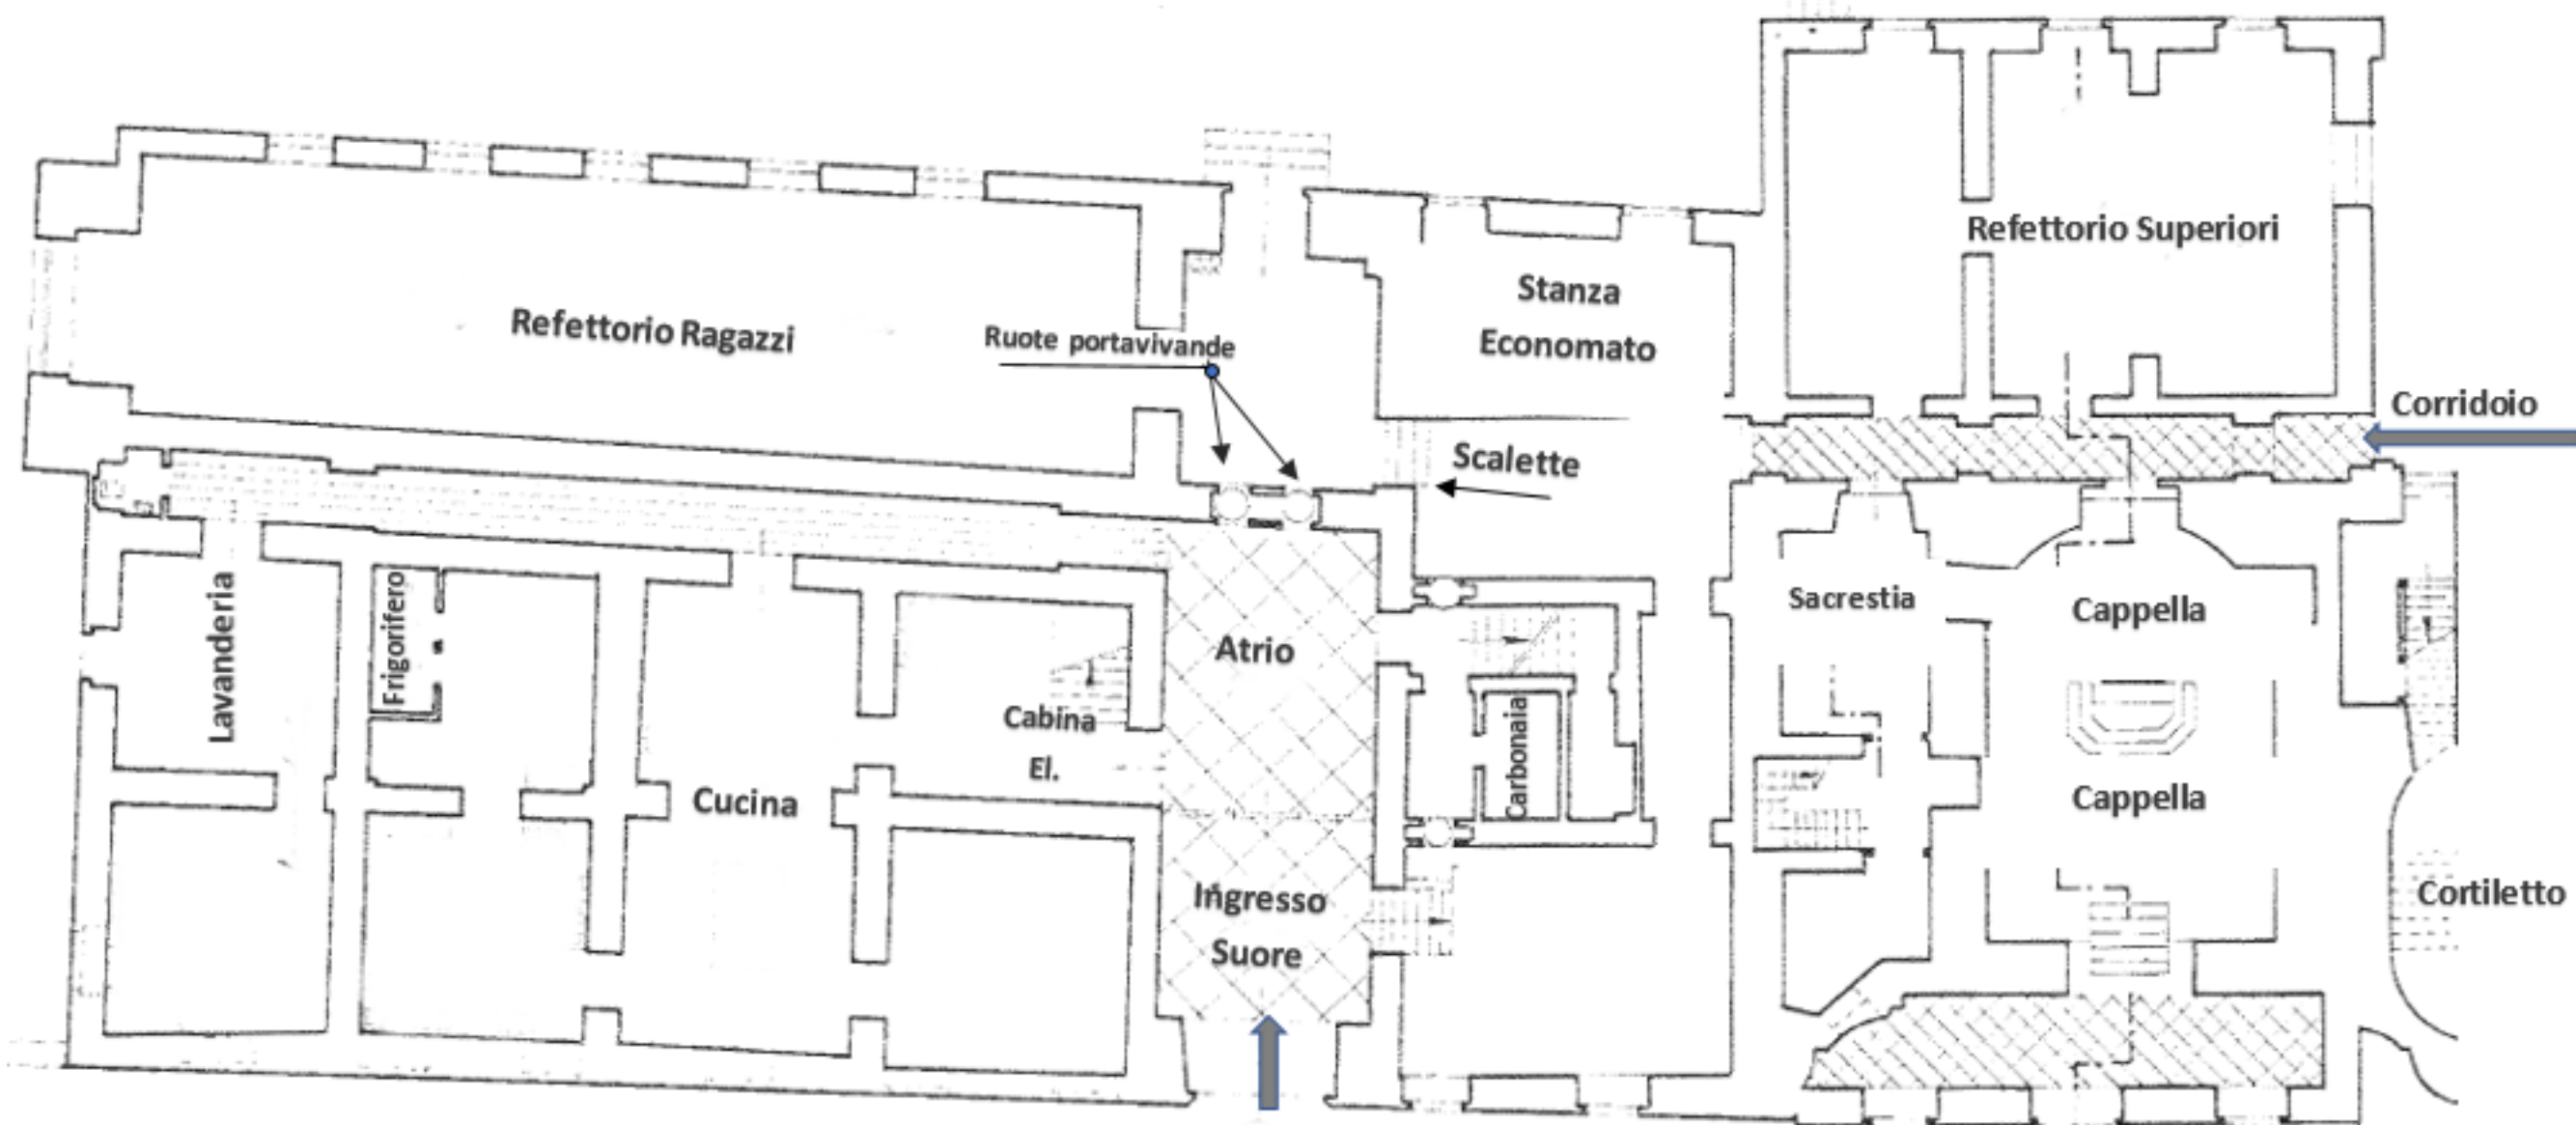 Refettorio Superiori
Stanza
Economato
Refettorio Ragazzi
Ruote portavivande
Corridoio
Scalette
Lavanderia
Frigorifero
Sacrestia
Cappella
Atrio
Cabina
El.
Carbonaia
Cucina
Cappella
Ingresso
Suore
Cortiletto